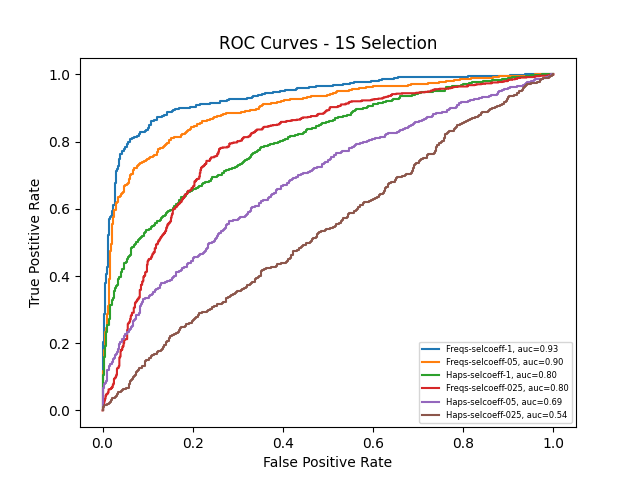 ROC Curves - 1S Selection
True Postitive Rate
1.0
0.8
0.6
0.4
0.2
0.0
0.0 0.2 0.4 0.6 0.8 1.0
False Positive Rate
Freqs-selcoeff-1, auc=0.93
Freqs-selcoeff-05, auc=0.90
Haps-selcoeff-1, auc=0.80
Freqs-selcoeff-025, auc=0.80
Haps-selcoeff-05, auc=0.69
Haps-selcoeff-025, auc=0.54